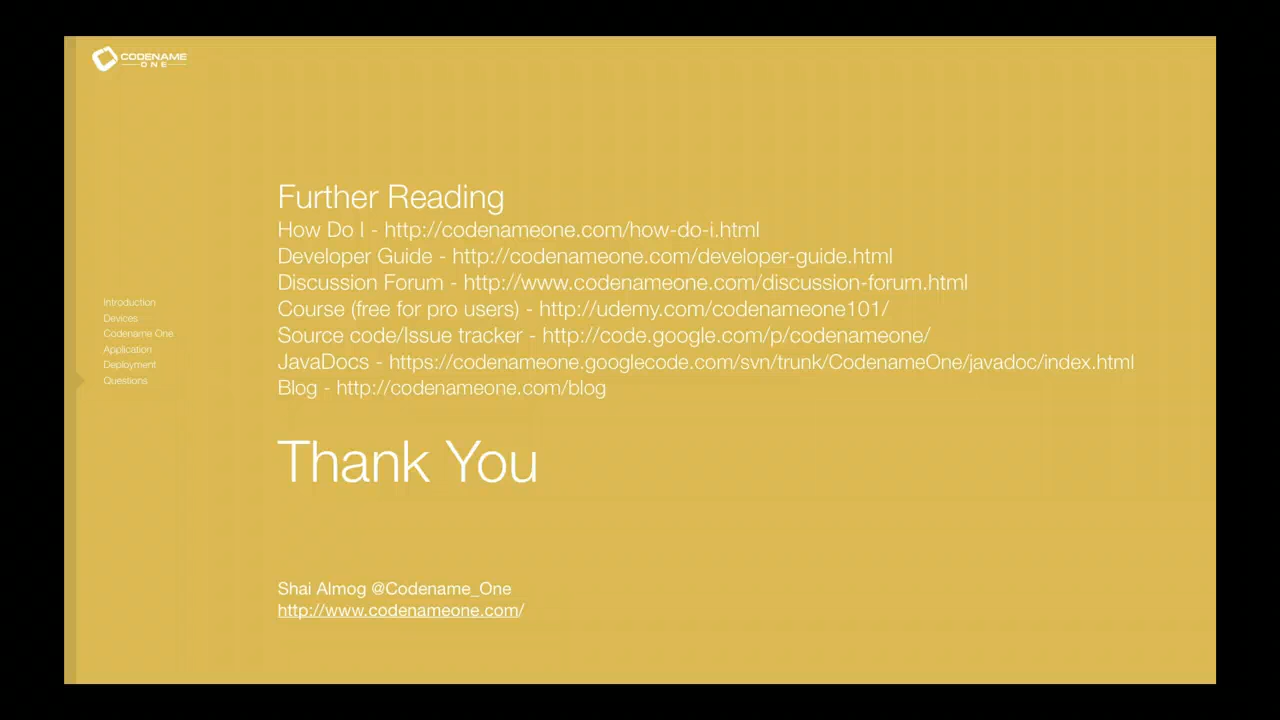 CODENAME
ONE
Introduction
Devices
Codename One
Application
Deployment
Questions
Further Reading
How Do I - http://codenameone.com/how-do-i.html
Developer Guide - http://codenameone.com/developer-guide.html
Discussion Forum - http://www.codenameone.com/discussion-forum.html
Course (free for pro users) - http://udemy.com/codenameone101/
Source code/Issue tracker - http://code.google.com/p/codenameone/
JavaDocs - https://codenameone.googlecode.com/svn/trunk/CodenameOne/javadoc/index.html
Blog - http://codenameone.com/blog
Thank You
Shai Almog @Codename_One
http://www.codenameone.com/